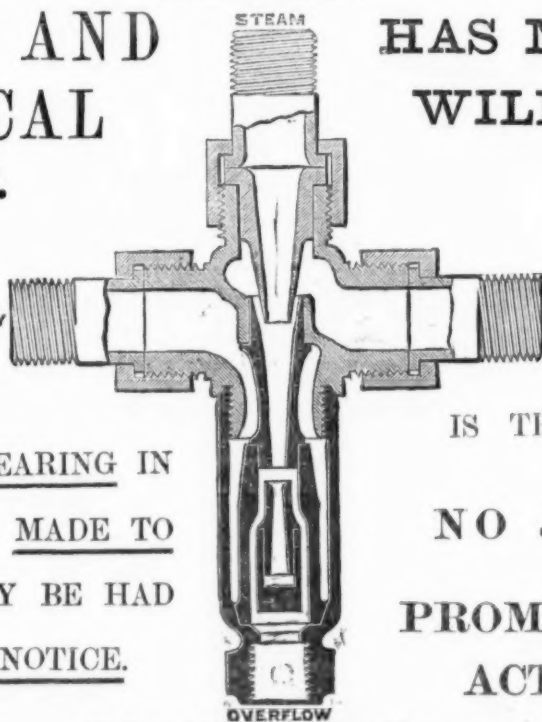 STEAM
AND
CAL
HAS
WILL
EARING IN
MADE TO
Y BE HAD
NOTICE.
IS
NO
PROM
ACT
OVERFLOW